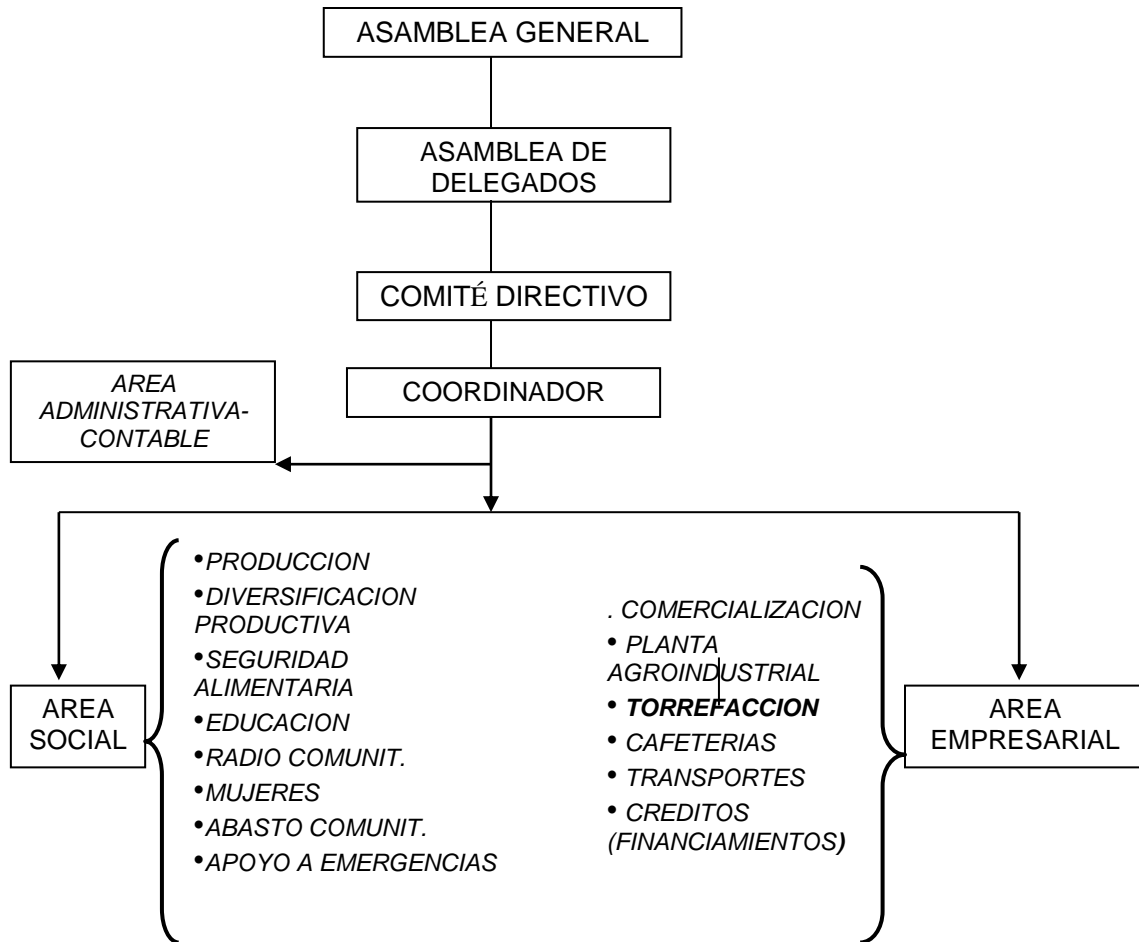 ASAMBLEA GENERAL
ASAMBLEA DE
DELEGADOS
COMITÉ DIRECTIVO
COORDINADOR
AREA
ADMINISTRATIVA-
CONTABLE
•PRODUCCION
•DIVERSIFICACION
PRODUCTIVA
•SEGURIDAD
ALIMENTARIA
•EDUCACION
•RADIO COMUNIT.
•MUJERES
•ABASTO COMUNIT.
•APOYO A EMERGENCIAS
. COMERCIALIZACION
• PLANTA
AGROINDUSTRIAL
• TORREFACCION
• CAFETERIAS
• TRANSPORTES
• CREDITOS
(FINANCIAMIENTOS)
AREA
SOCIAL
AREA
EMPRESARIAL